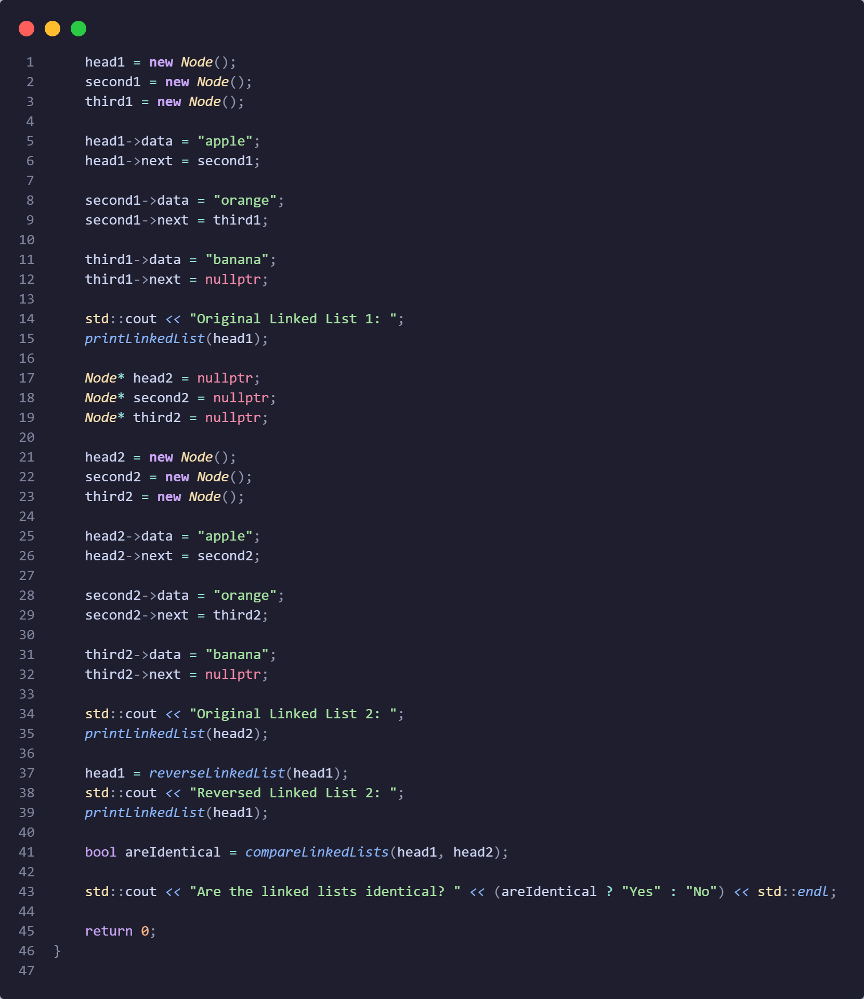 1 head1 = new Node();
2 second1 = new Node();
3 third1 = new Node();
4
5 head1->data = "apple";
6 head1->next = second1;
7
8 second1->data = "orange";
9 second1->next = third1;
10
11 third1->data = "banana";
12 third1->next = nullptr;
13
14 std::cout << "Original Linked List 1: ";
15 printLinkedList(head1);
16
17 Node* head2 = nullptr;
18 Node* second2 = nullptr;
19 Node* third2 = nullptr;
20
21 head2 = new Node();
22 second2 = new Node();
23 third2 = new Node();
24
25 head2->data = "apple";
26 head2->next = second2;
27
28 second2->data = "orange";
29 second2->next = third2;
30
31 third2->data = "banana";
32 third2->next = nullptr;
33
34 std::cout << "Original Linked List 2: ";
35 printLinkedList(head2);
36
37 head1 = reverseLinkedList(head1);
38 std::cout << "Reversed Linked List 2: ";
39 printLinkedList(head1);
40
41 bool areIdentical = compareLinkedLists(head1, head2);
42
43 std::cout << "Are the linked lists identical? " << (areIdentical ? "Yes" : "No") << std::endl;
44
45 return 0;
46 }
47